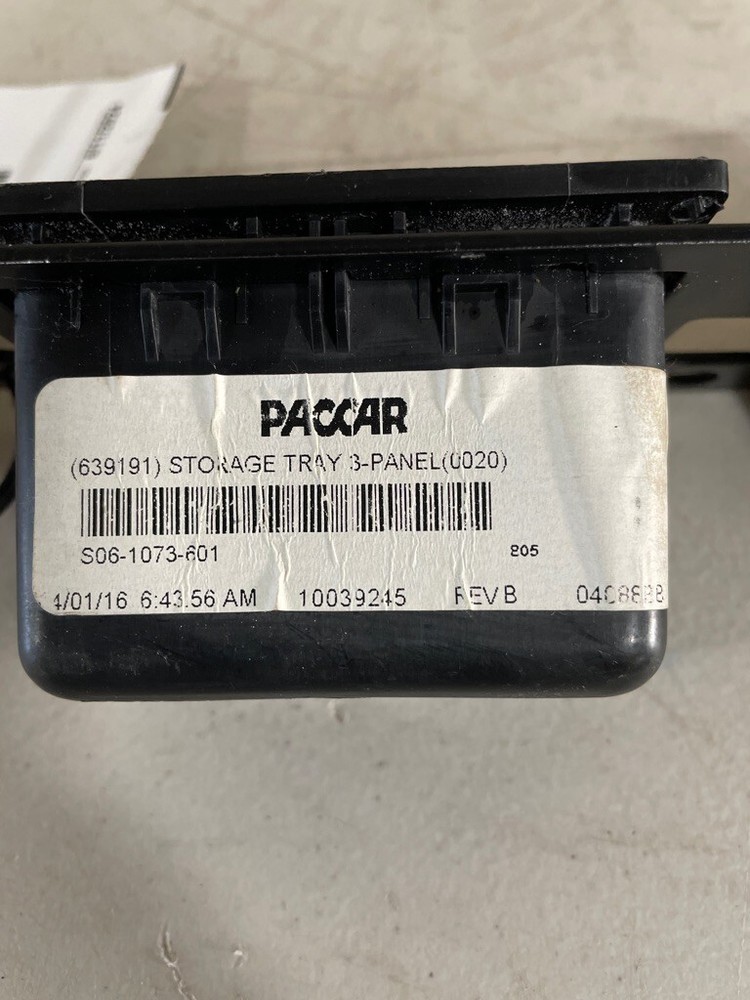 PACCAR
(639191) STORAGE TRAY 3-PANEL(0020)
S06-1073-601
805
4/01/16 6:43:56 AM 10039245 REV B